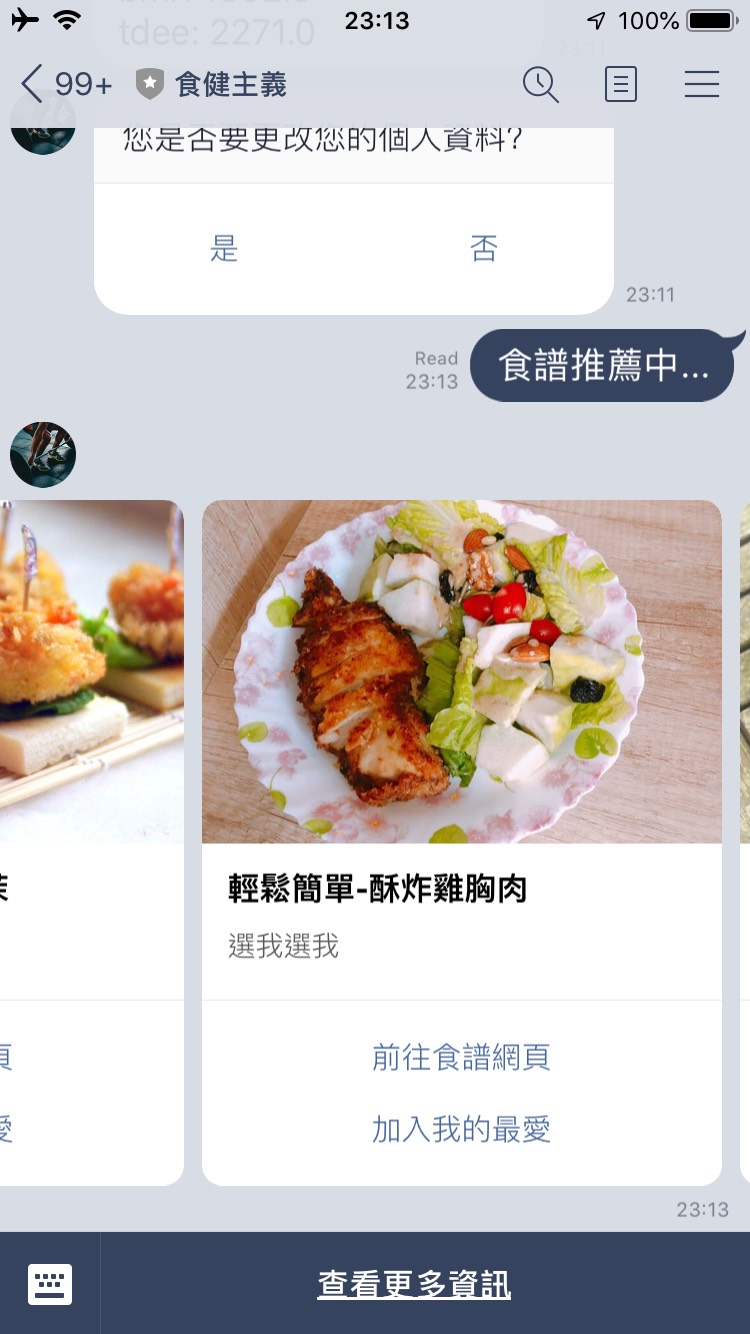 23:13
100%
tdee: 2271.0
23:11
99+
食健主義
您是否要更改您的個人資料?
是
否
23:11
Read
23:13
食譜推薦中...
輕鬆簡單-酥炸雞胸肉
選我選我
頁
前往食譜網頁
愛
加入我的最愛
23:13
查看更多資訊